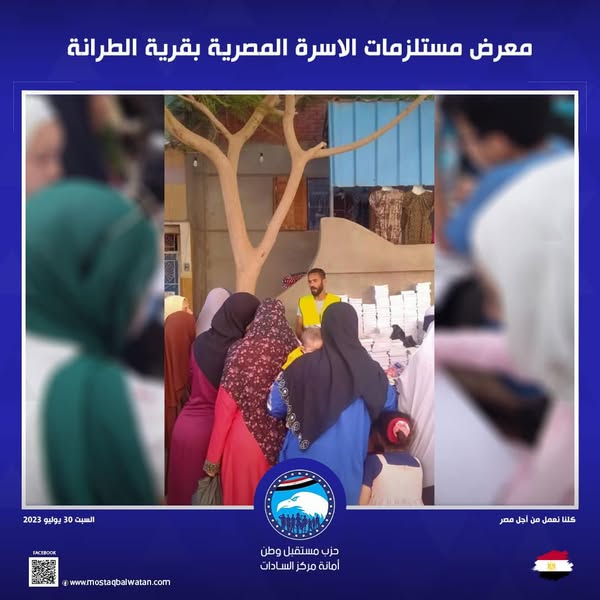 معرض مستلزمات الاسرة المصرية بقرية الطرانة
كلنا نعمل من أجل مصر
السبت 30 يوليو 2023
حزب مستقبل وطن
أمانة مركز السادات
FACEBOOK
www.mostaqbalwatan.com